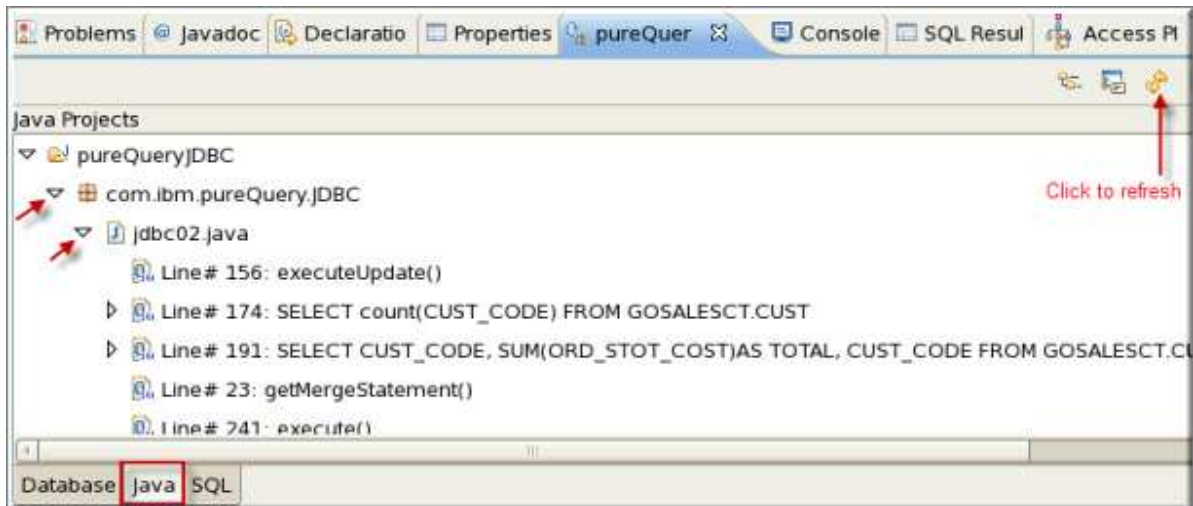 Problems @ Javadoc Declaratio Properties pureQuer Console SQL Resul Access Pl
Java Projects
pureQueryJDBC
com.ibm.pureQuery.JDBC
Click to refresh
jdbc02.java
Line# 156: executeUpdate()
Line# 174: SELECT count(CUST_CODE) FROM GOSALESCT.CUST
Line# 191: SELECT CUST_CODE, SUM(ORD_STOT_COST)AS TOTAL, CUST_CODE FROM GOSALESCT.CU
Line# 23: getMergeStatement()
Line# 241: execute()
Database Java SQL